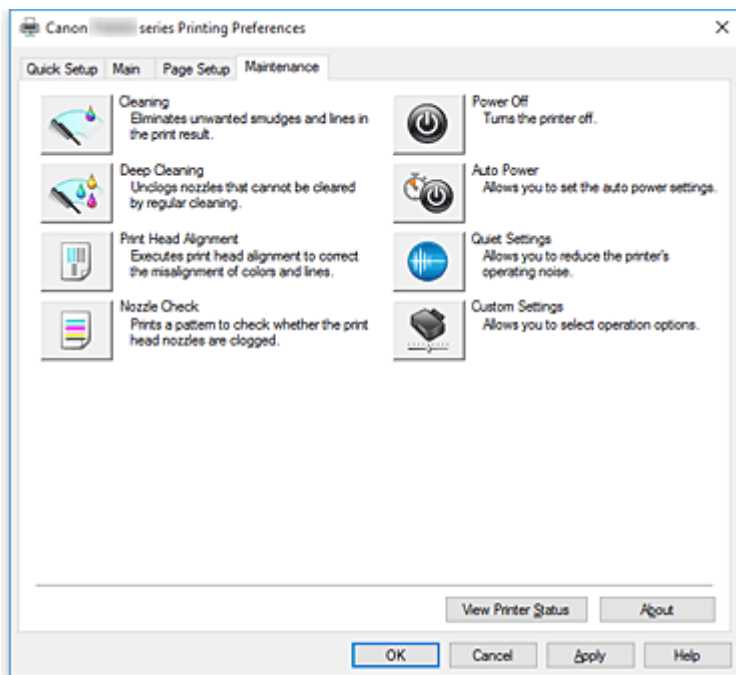 Canon series Printing Preferences
Quick Setup Main Page Setup Maintenance
Cleaning
Eliminates unwanted smudges and lines in
the print result.
Deep Cleaning
Unclogs nozzles that cannot be cleared
by regular cleaning.
Print Head Alignment
Executes print head alignment to correct
the misalignment of colors and lines.
Nozzle Check
Prints a pattern to check whether the print
head nozzles are clogged.
Power Off
Turns the printer off.
Auto Power
Allows you to set the auto power settings.
Quiet Settings
Allows you to reduce the printer's
operating noise.
Custom Settings
Allows you to select operation options.
View Printer Status About
OK Cancel Apply Help